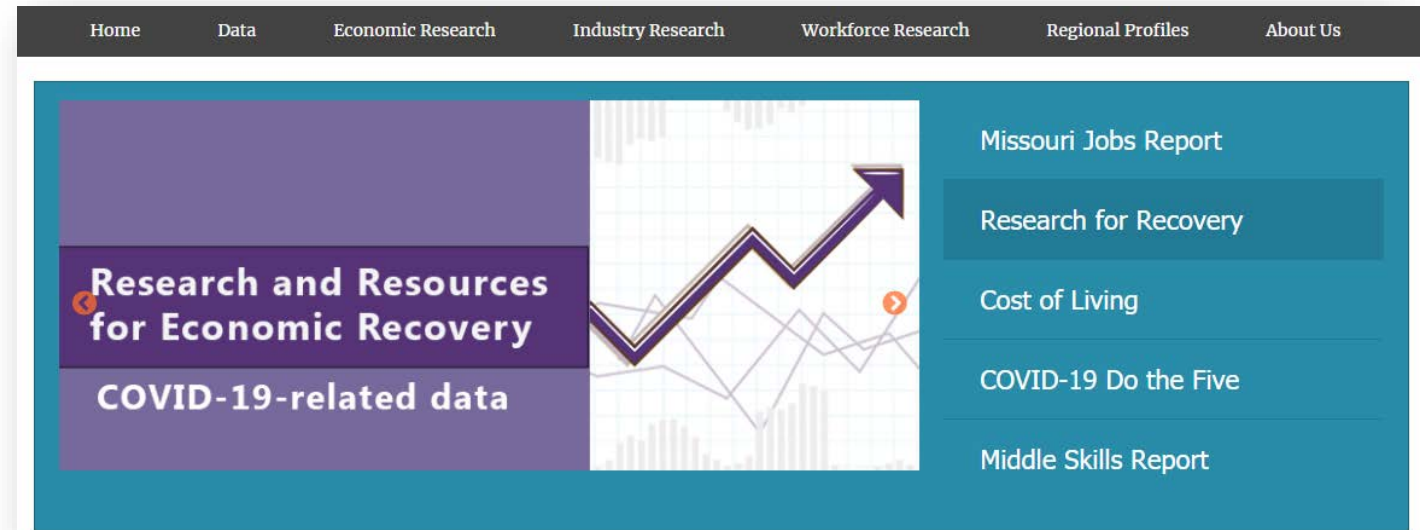 Home Data Economic Research Industry Research Workforce Research Regional Profiles About Us
Research and Resources
for Economic Recovery
COVID-19-related data
Missouri Jobs Report
Research for Recovery
Cost of Living
COVID-19 Do the Five
Middle Skills Report